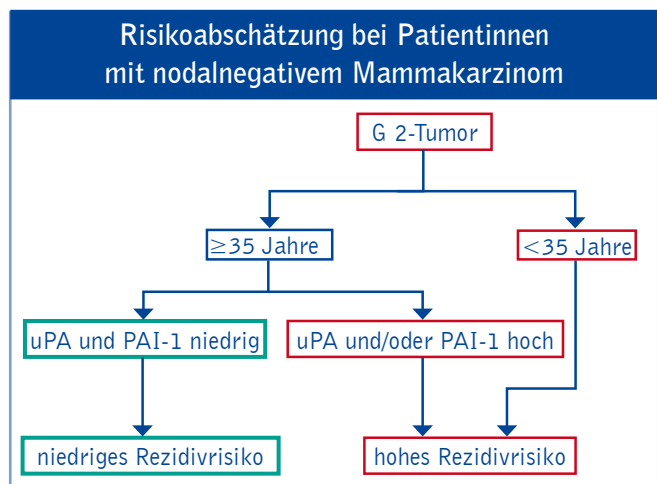 Risikoabschätzung bei Patientinnen
mit nodalnegativem Mammakarzinom
G 2-Tumor
≥35 Jahre
<35 Jahre
uPA und PAI-1 niedrig
uPA und/oder PAI-1 hoch
niedriges Rezidivrisiko
hohes Rezidivrisiko